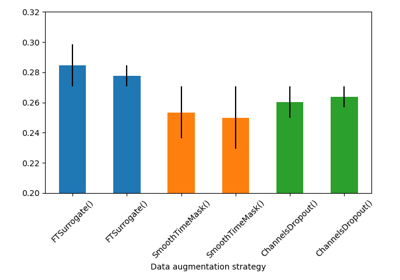 0.32
0.30
0.28
0.26
0.24
0.22
0.20
FTSurrogate()
FTSurrogate()
SmoothTimeMask()
SmoothTimeMask()
ChannelsDropout()
ChannelsDropout()
Data augmentation strategy